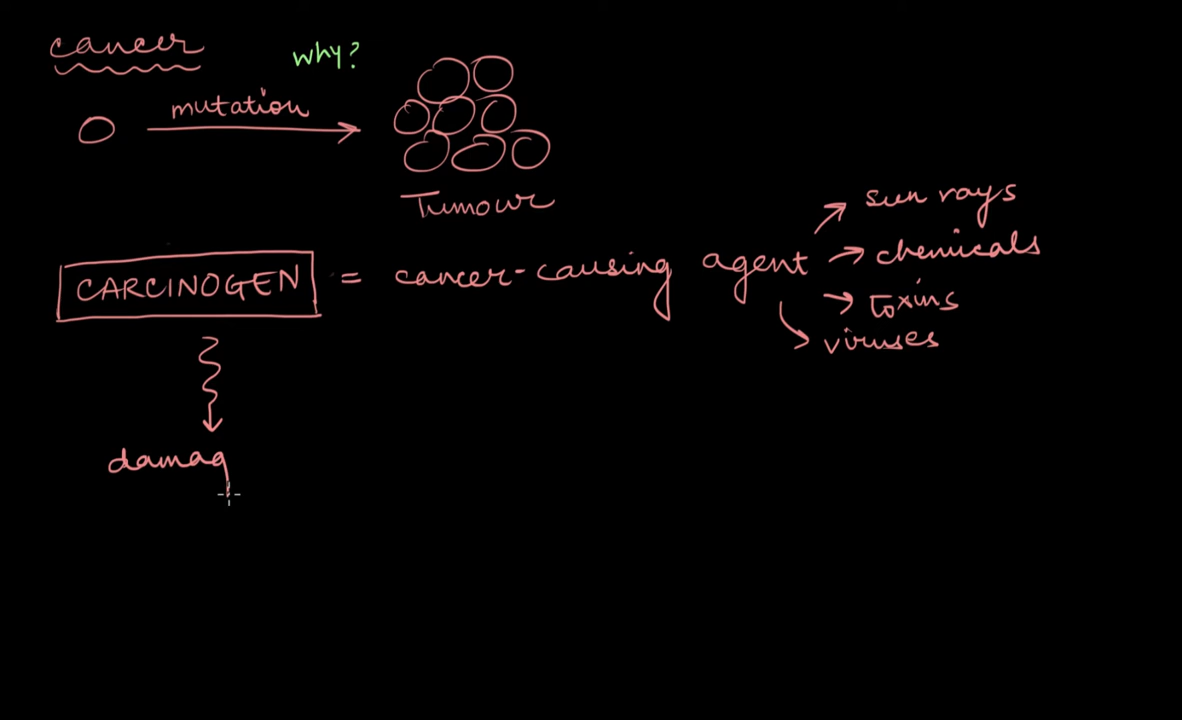 cancer
why?
mutation
Tumour
CARCINOGEN = cancer-causing agent
sun rays
chemicals
toxins
viruses
damag